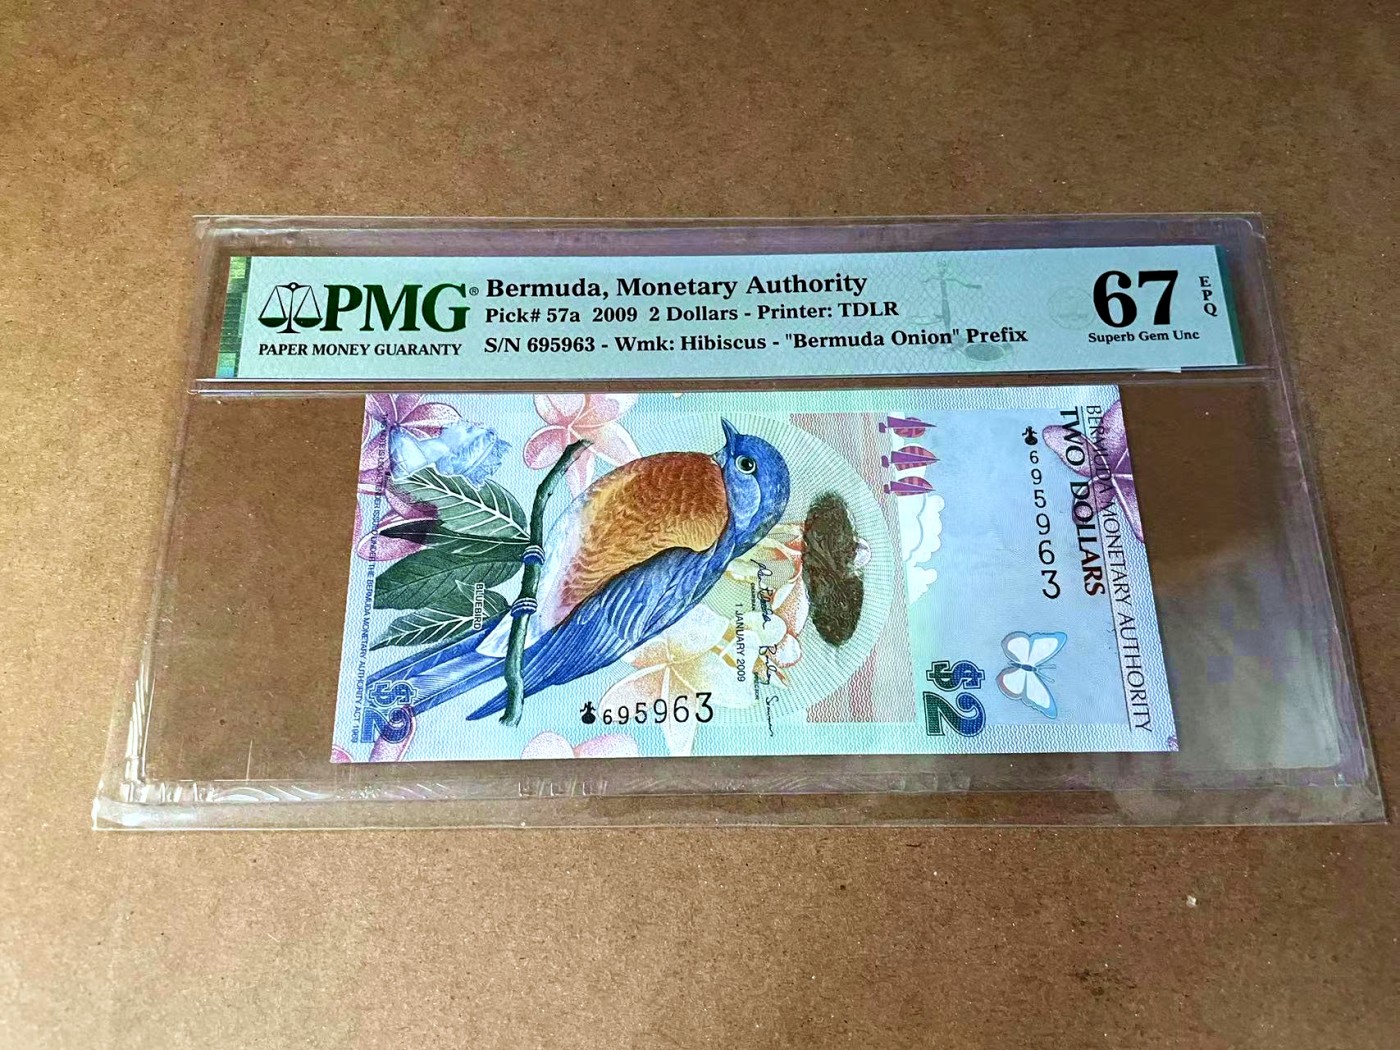 PMG®
PAPER MONEY GUARANTY
Bermuda, Monetary Authority
Pick# 57a 2009 2 Dollars - Printer: TDLR
S/N 695963 - Wmk: Hibiscus - "Bermuda Onion" Prefix
67
EPQ
Superb Gem Unc
BERMUDA MONETARY AUTHORITY
TWO DOLLARS
695963
BLUEBIRD
CHAIRMAN
1 JANUARY 2009
695963
$2
$2